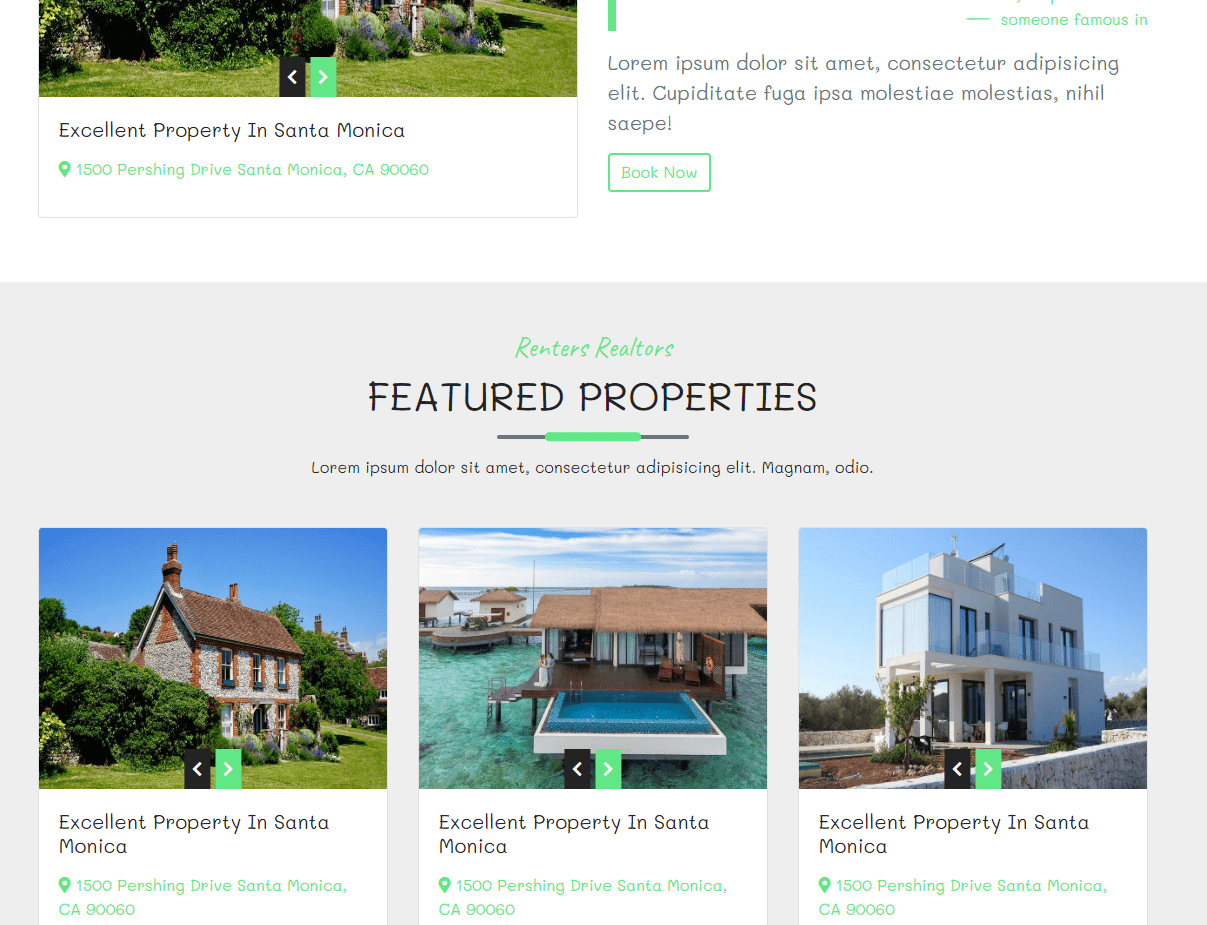 someone famous in
Lorem ipsum dolor sit amet, consectetur adipisicing
elit. Cupiditate fuga ipsa molestiae molestias, nihil
saepe!
Book Now
Excellent Property In Santa Monica
1500 Pershing Drive Santa Monica, CA 90060
Renters Realtors
FEATURED PROPERTIES
Lorem ipsum dolor sit amet, consectetur adipisicing elit. Magnam, odio.
Excellent Property In Santa
Monica
1500 Pershing Drive Santa Monica,
CA 90060
Excellent Property In Santa
Monica
1500 Pershing Drive Santa Monica,
CA 90060
Excellent Property In Santa
Monica
1500 Pershing Drive Santa Monica,
CA 90060